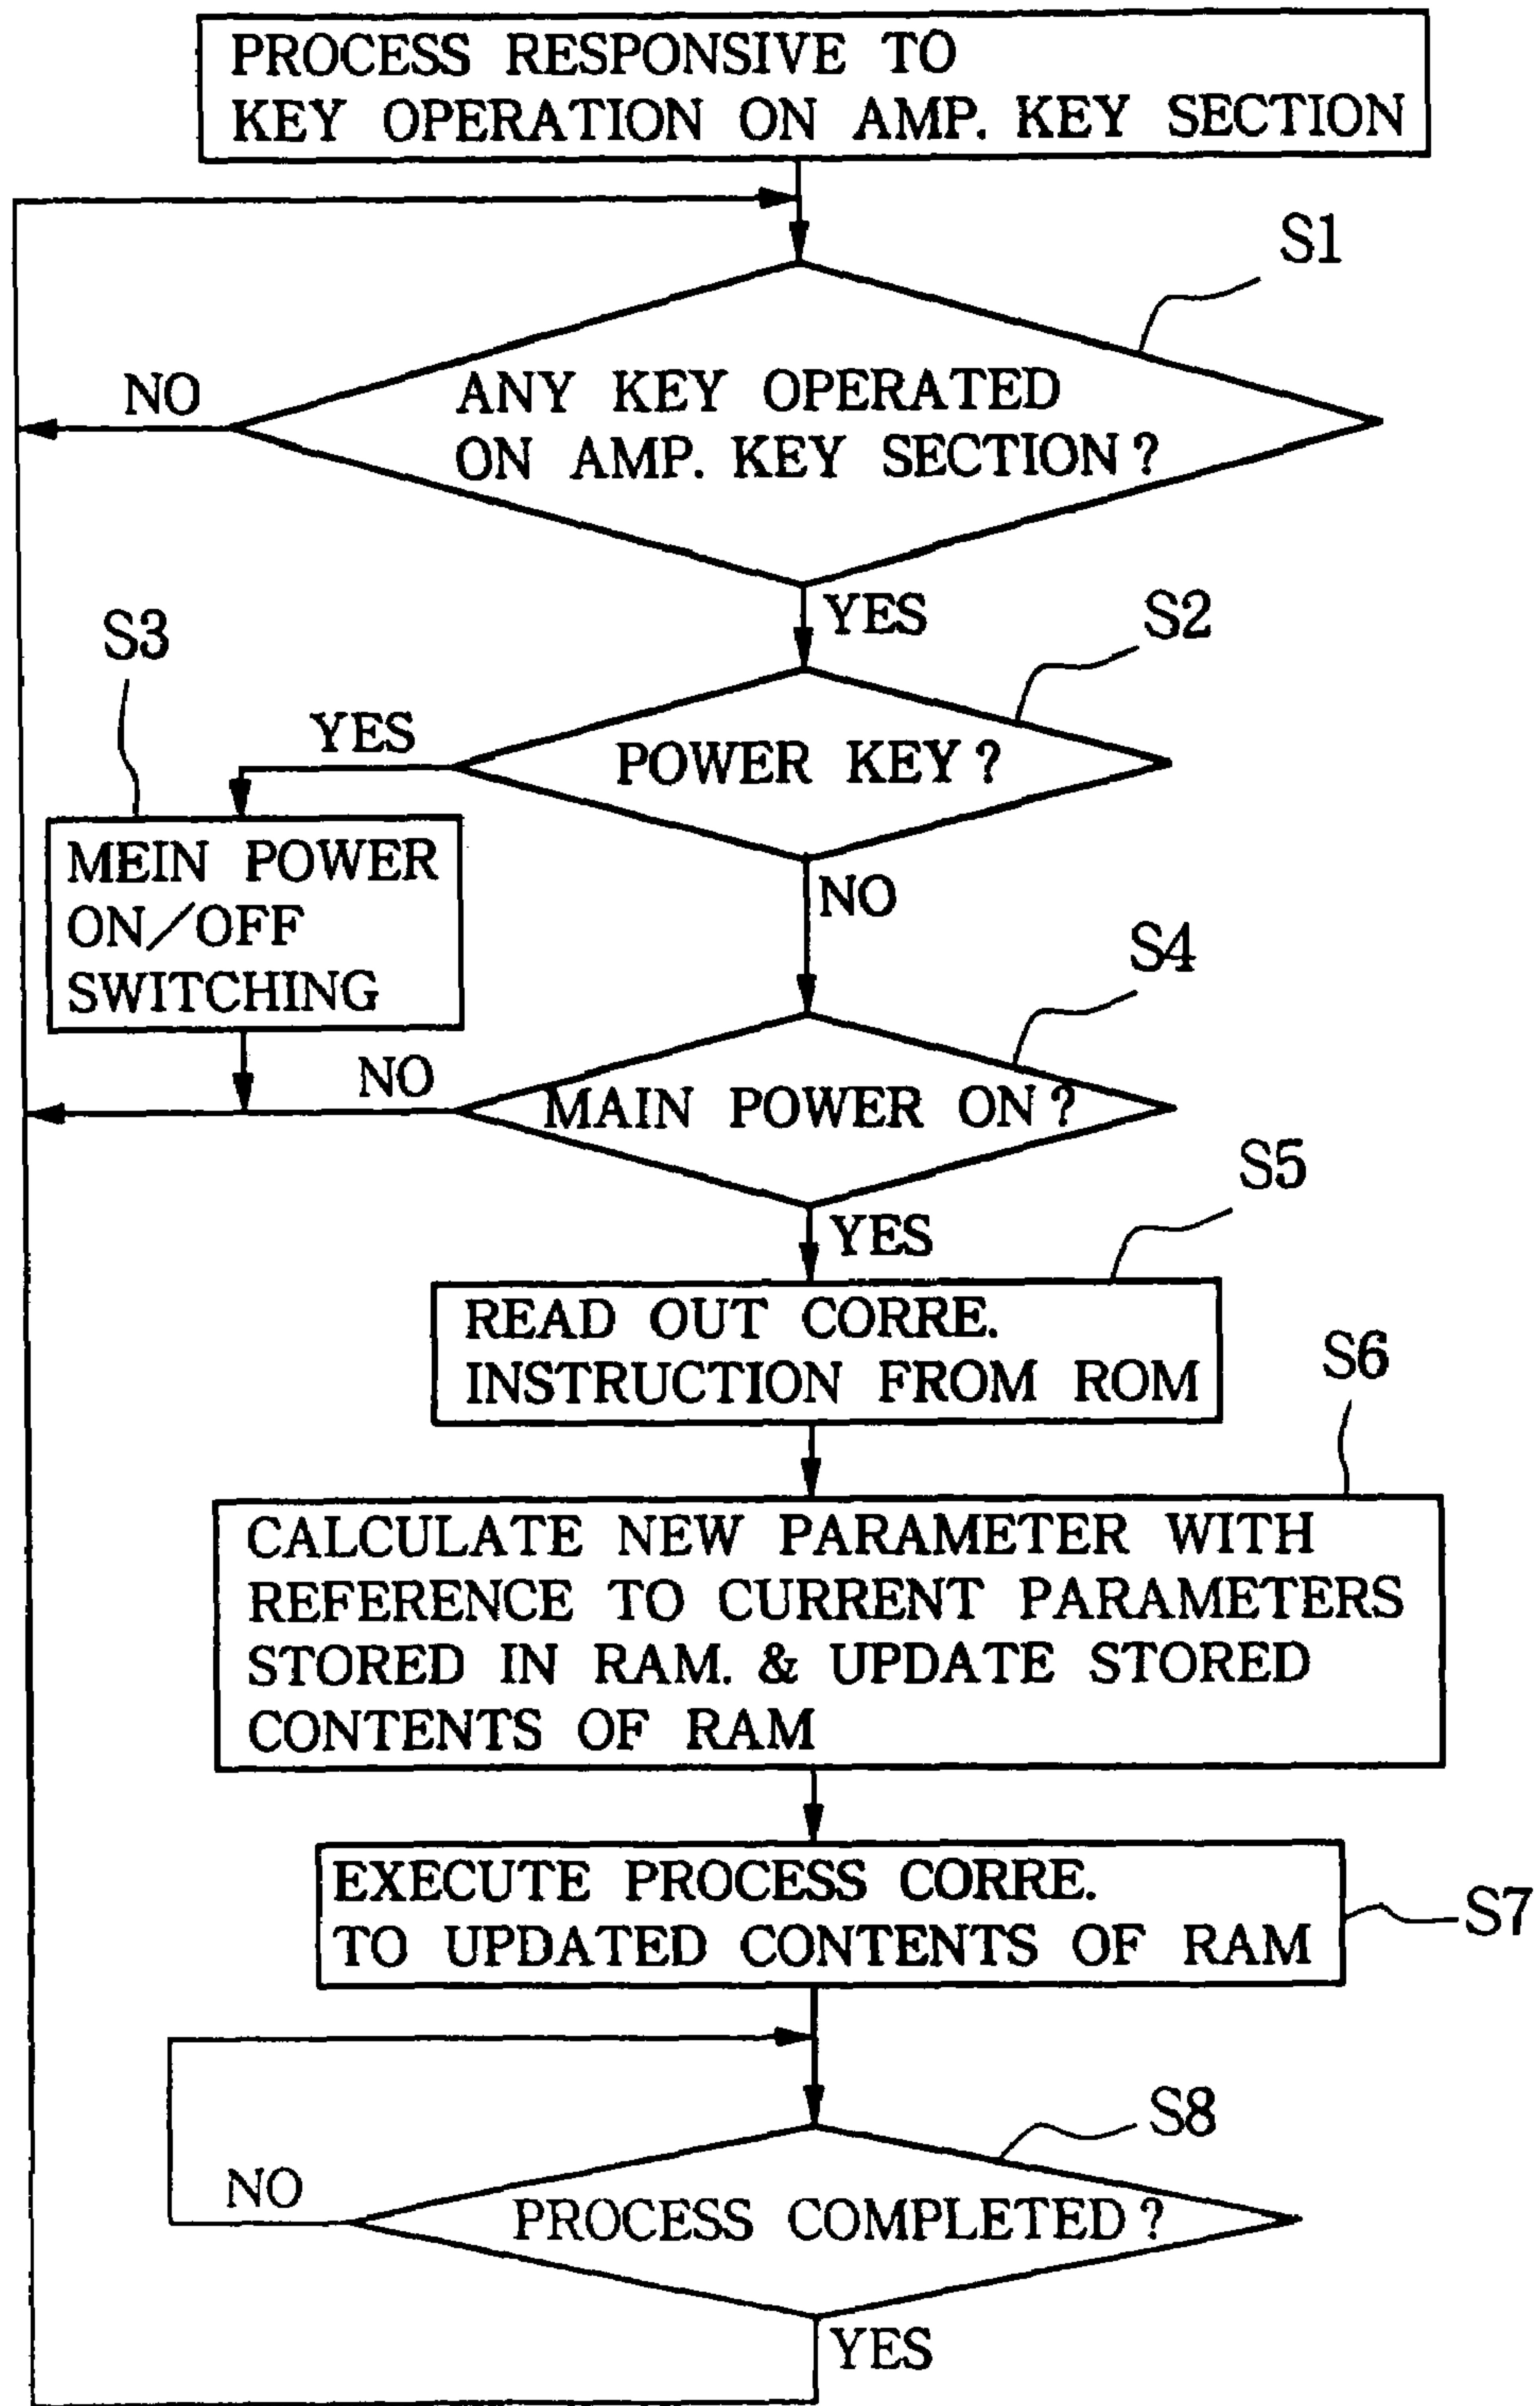 PROCESS RESPONSIVE TO
KEY OPERATION ON AMP. KEY SECTION
S1
NO
ANY KEY OPERATED
ON AMP. KEY SECTION?
YES
S2
S3
YES
POWER KEY?
MEIN POWER
ON/OFF
SWITCHING
NO
S4
NO
MAIN POWER ON?
S5
YES
READ OUT CORRE.
INSTRUCTION FROM ROM
S6
CALCULATE NEW PARAMETER WITH
REFERENCE TO CURRENT PARAMETERS
STORED IN RAM. & UPDATE STORED
CONTENTS OF RAM
EXECUTE PROCESS CORRE.
TO UPDATED CONTENTS OF RAM
S7
S8
NO
PROCESS COMPLETED?
YES